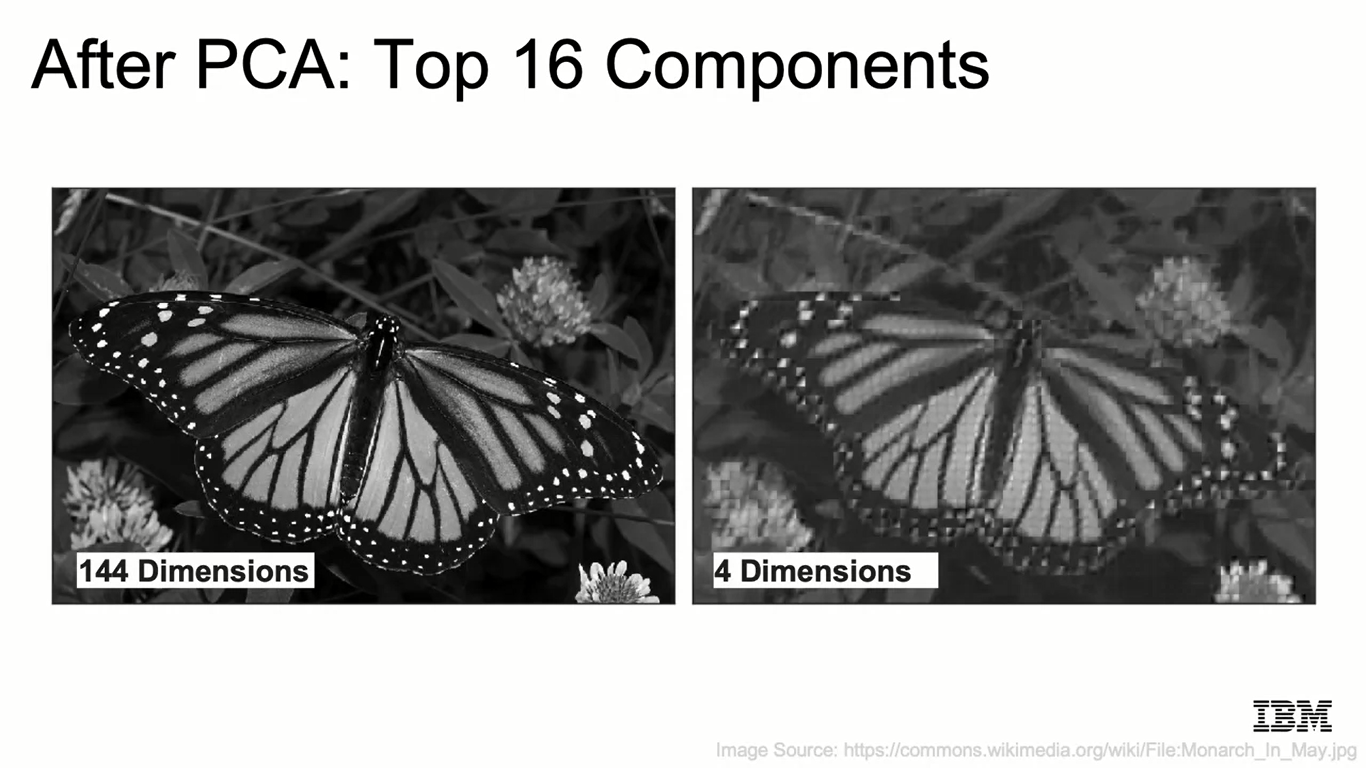 After PCA: Top 16 Components
144 Dimensions
4 Dimensions
IBM
Image Source: https://commons.wikimedia.org/wiki/File:Monarch_In_May.jpg